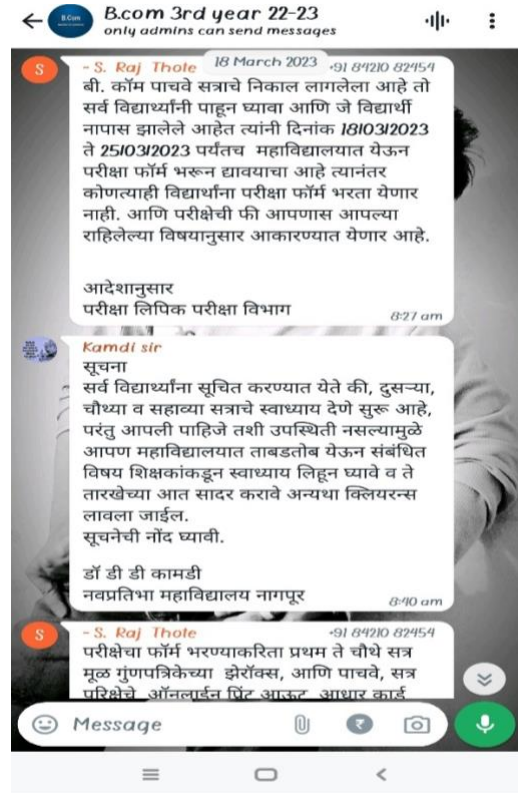 B.com 3rd year 22-23
B.Com
only admins can send messages
18 March 2023
S
~ S. Raj Thote +91 84210 82454
बी. कॉम पाचवे सत्राचे निकाल लागलेला आहे तो
सर्व विद्यार्थ्यांनी पाहून घ्यावा आणि जे विद्यार्थी
नापास झालेले आहेत त्यांनी दिनांक 18/03/2023
ते 25/03/2023 पर्यंतच महाविद्यालयात येऊन
परीक्षा फॉर्म भरून द्यावयाचा आहे त्यानंतर
कोणत्याही विद्यार्थांना परीक्षा फॉर्म भरता येणार
नाही. आणि परीक्षेची फी आपणास आपल्या
राहिलेल्या विषयानुसार आकारण्यात येणार आहे.
आदेशानुसार
परीक्षा लिपिक परीक्षा विभाग
8:27 am
Kamdi sir
सूचना
सर्व विद्यार्थ्यांना सूचित करण्यात येते की, दुसऱ्या,
चौथ्या व सहाव्या सत्राचे स्वाध्याय देणे सुरू आहे,
परंतु आपली पाहिजे तशी उपस्थिती नसल्यामुळे
आपण महाविद्यालयात ताबडतोब येऊन संबंधित
विषय शिक्षकांकडून स्वाध्याय लिहून घ्यावे व ते
तारखेच्या आत सादर करावे अन्यथा क्लियरन्स
लावला जाईल.
सूचनेची नोंद घ्यावी.
डॉ डी डी कामडी
नवप्रतिभा महाविद्यालय नागपूर
8:40 am
S
~ S. Raj Thote +91 84210 82454
परीक्षेचा फॉर्म भरण्याकरिता प्रथम ते चौथे सत्र
मूळ गुंणपत्रिकेच्या झेरॉक्स, आणि पाचवे, सत्र
परिक्षेचे ऑनलाईन प्रिंट आऊट आधार कार्ड
Message
₹